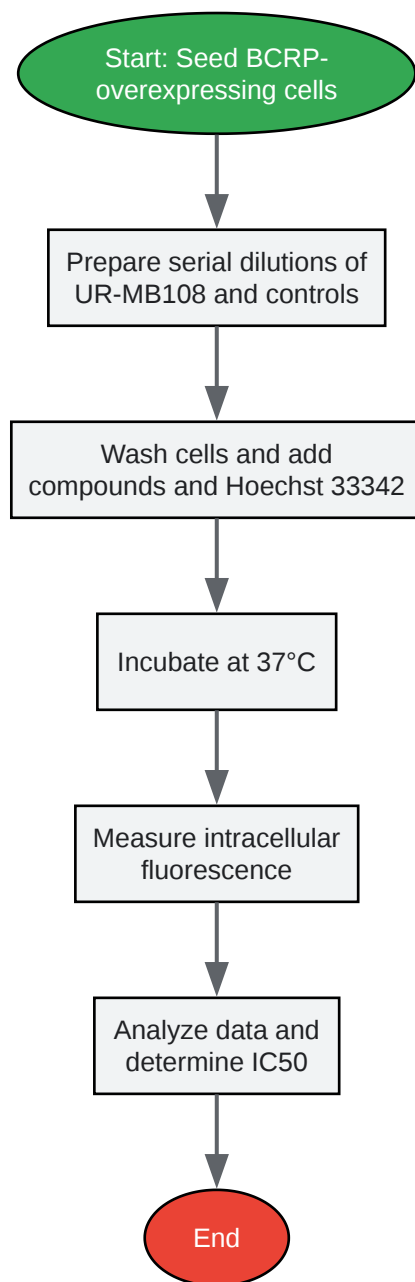 Start: Seed BCRP-
overexpressing cells
Prepare serial dilutions of
UR-MB108 and controls
Wash cells and add
compounds and Hoechst 33342
Incubate at 37°C
Measure intracellular
fluorescence
Analyze data and
determine IC50
End